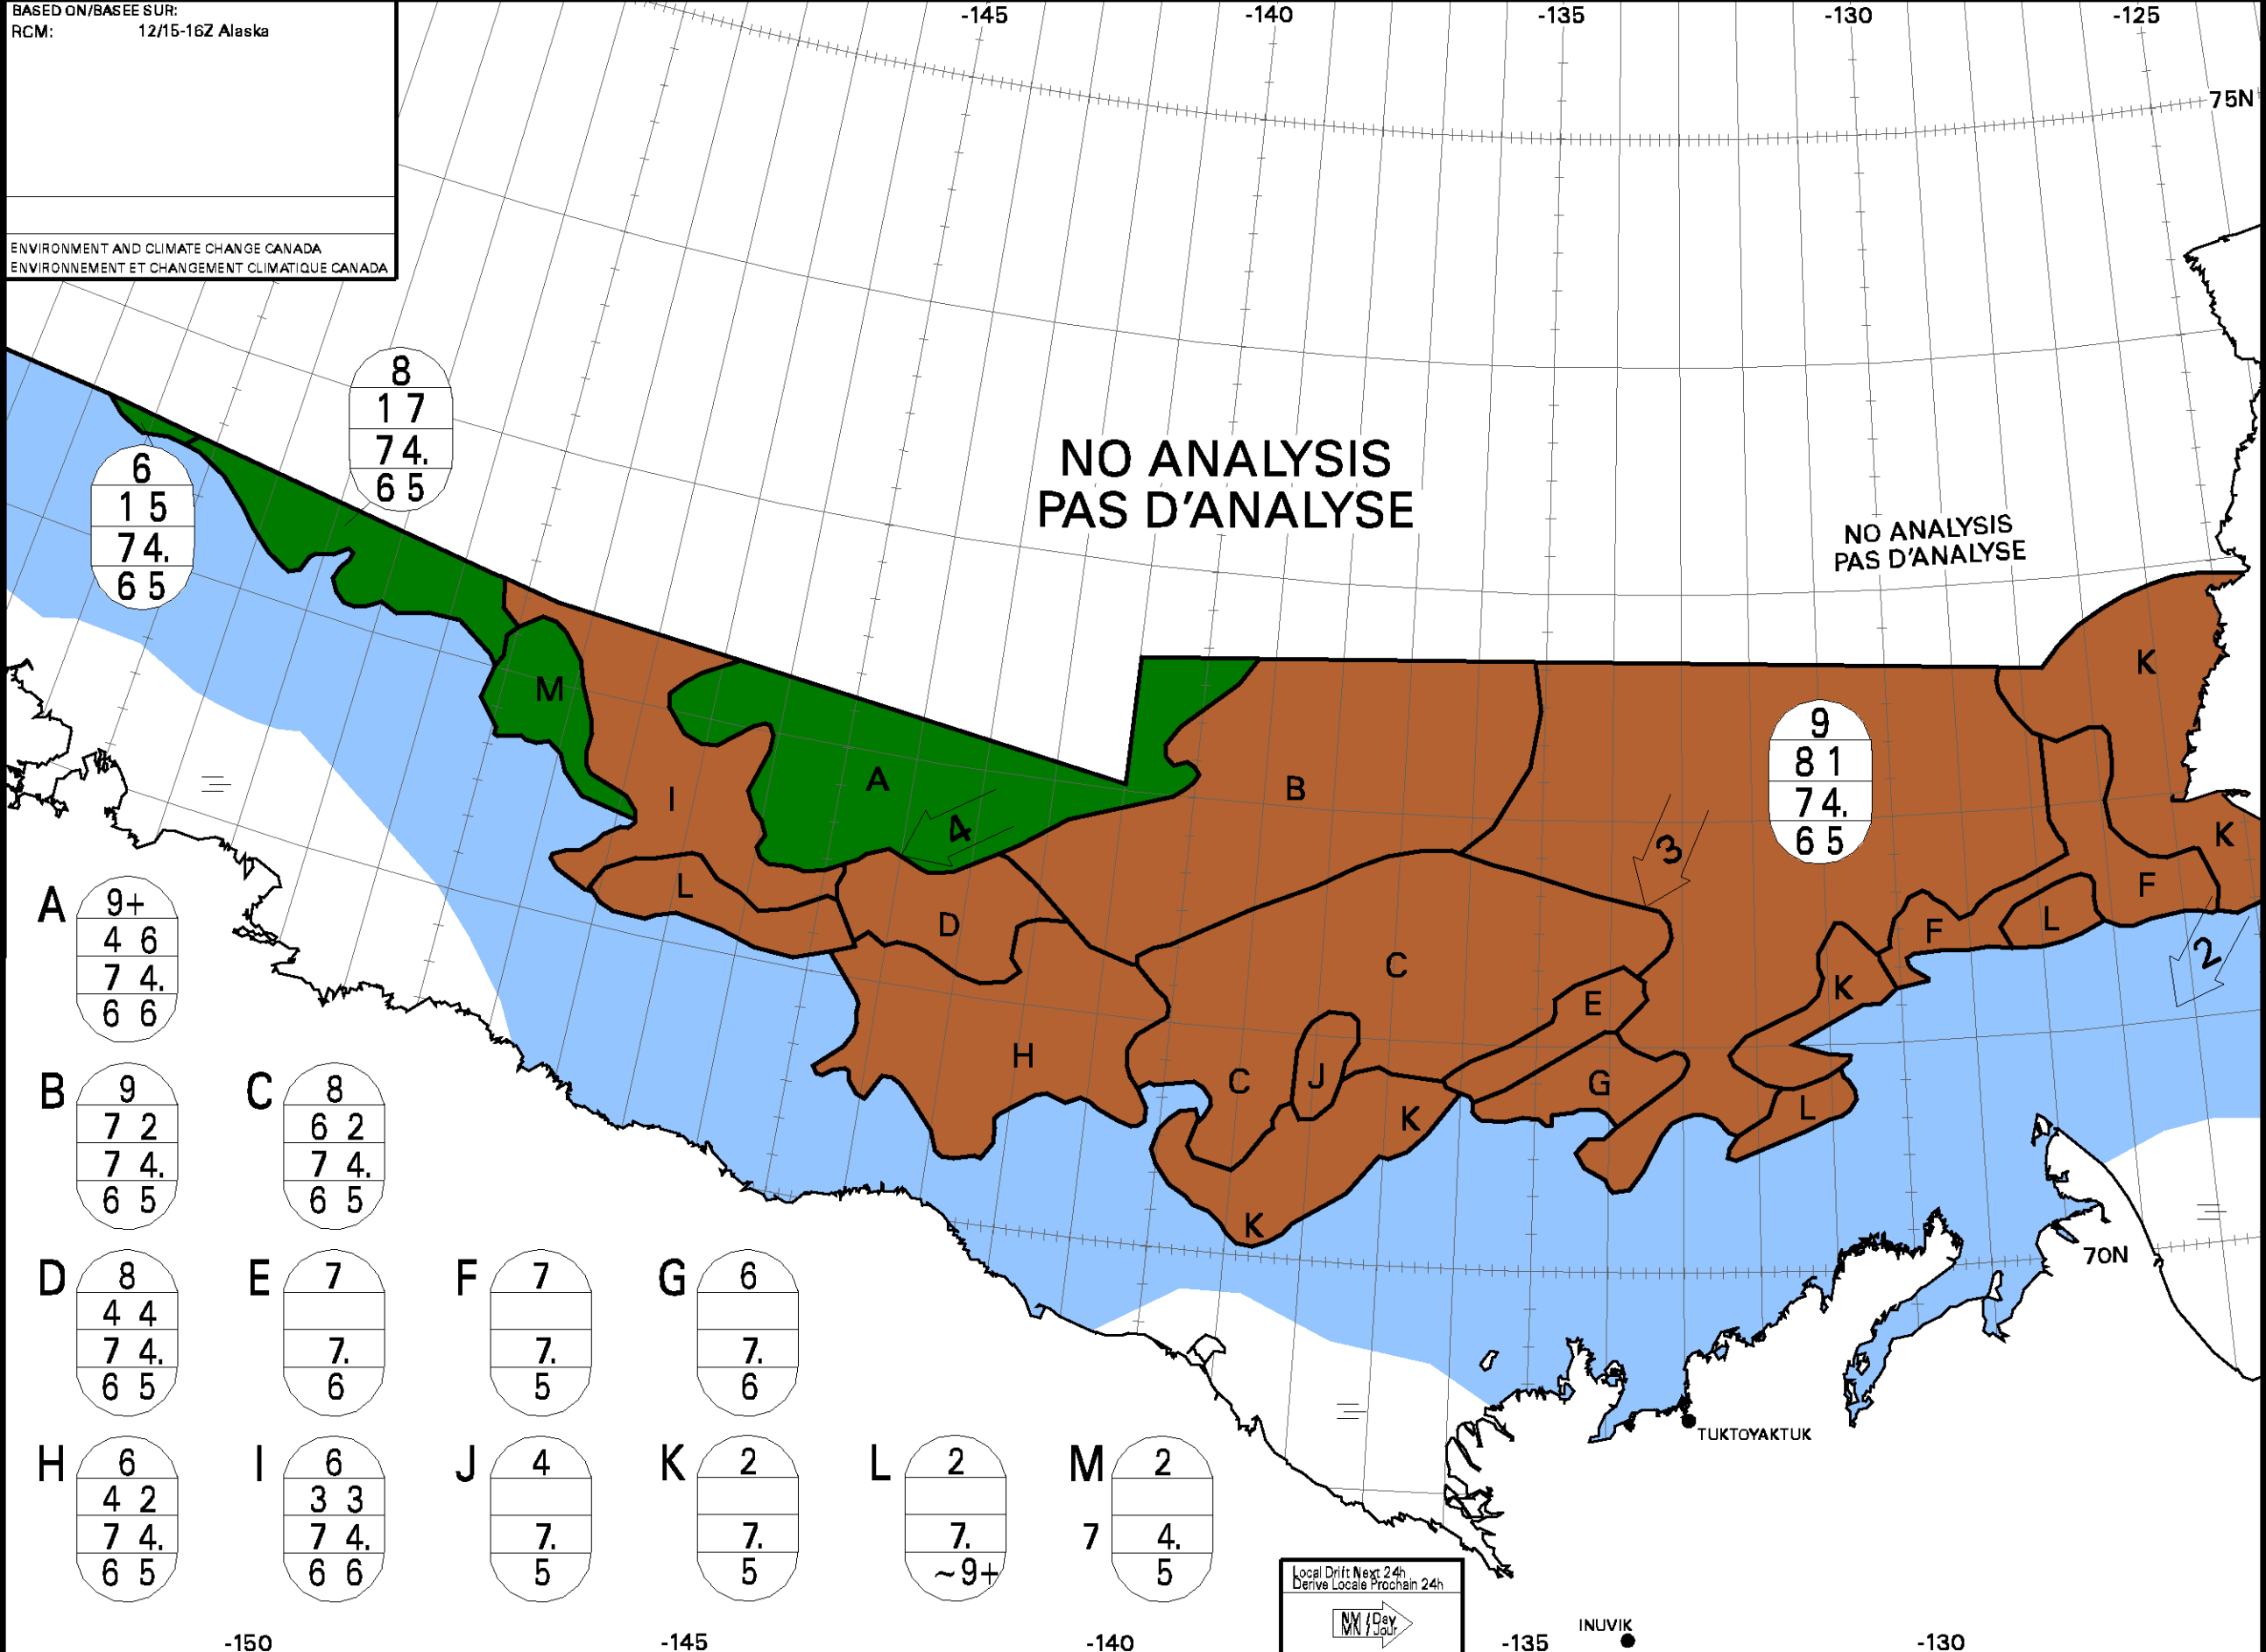 BASED ON/BASEE SUR:
RCM: 12/15-16Z Alaska
ENVIRONMENT AND CLIMATE CHANGE CANADA
ENVIRONNEMENT ET CHANGEMENT CLIMATIQUE CANADA
-145 -140 -135 -130 -125
75N
8
1 7
7 4.
6 5
6
1 5
7 4.
6 5
NO ANALYSIS
PAS D'ANALYSE
NO ANALYSIS
PAS D'ANALYSE
K
M
9
8 1
7 4.
6 5
I
A
B
4
3
K
L
D
F
L
F
2
C
K
E
H
C
J
G
L
K
K
70N
TUKTOYAKTUK
A
9+
4 6
7 4.
6 6
B
9
7 2
7 4.
6 5
C
8
6 2
7 4.
6 5
D
8
4 4
7 4.
6 5
E
7
7.
6
F
7
7.
5
G
6
7.
6
H
6
4 2
7 4.
6 5
I
6
3 3
7 4.
6 6
J
4
7.
5
K
2
7.
5
L
2
7.
~9+
M
2
7 4.
5
Local Drift Next 24h
Derive Locale Prochain 24h
NM / Day
MN / Jour
INUVIK
-150 -145 -140 -135 -130